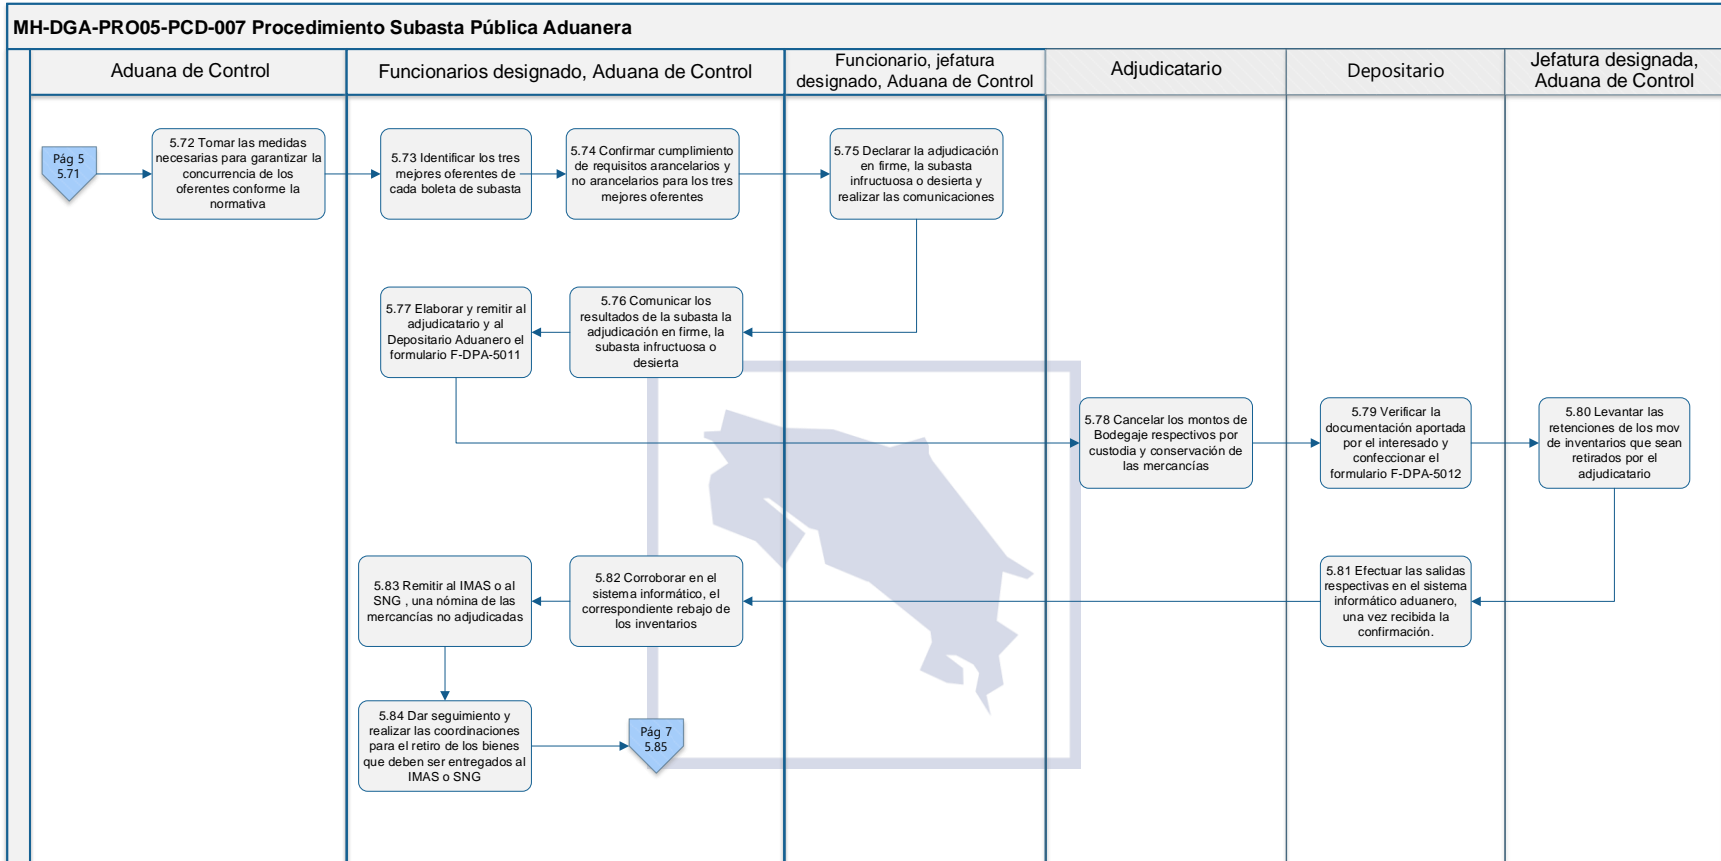 MH-DGA-PRO05-PCD-007 Procedimiento Subasta Pública Aduanera
Aduana de Control
Funcionarios designado, Aduana de Control
Funcionario, jefatura
designado, Aduana de Control
Adjudicatario
Depositario
Jefatura designada,
Aduana de Control
Pág 5
5.71
5.72 Tomar las medidas
necesarias para garantizar la
concurrencia de los
oferentes conforme la
normativa
5.73 Identificar los tres
mejores oferentes de
cada boleta de subasta
5.74 Confirmar cumplimiento
de requisitos arancelarios y
no arancelarios para los tres
mejores oferentes
5.75 Declarar la adjudicación
en firme, la subasta
infructuosa o desierta y
realizar las comunicaciones
5.77 Elaborar y remitir al
adjudicatario y al
Depositario Aduanero el
formulario F-DPA-5011
5.76 Comunicar los
resultados de la subasta la
adjudicación en firme, la
subasta infructuosa o
desierta
5.78 Cancelar los montos de
Bodegaje respectivos por
custodia y conservación de
las mercancías
5.79 Verificar la
documentación aportada
por el interesado y
confeccionar el
formulario F-DPA-5012
5.80 Levantar las
retenciones de los mov
de inventarios que sean
retirados por el
adjudicatario
5.83 Remitir al IMAS o al
SNG , una nómina de las
mercancías no adjudicadas
5.82 Corroborar en el
sistema informático, el
correspondiente rebajo de
los inventarios
5.81 Efectuar las salidas
respectivas en el sistema
informático aduanero,
una vez recibida la
confirmación.
5.84 Dar seguimiento y
realizar las coordinaciones
para el retiro de los bienes
que deben ser entregados al
IMAS o SNG
Pág 7
5.85